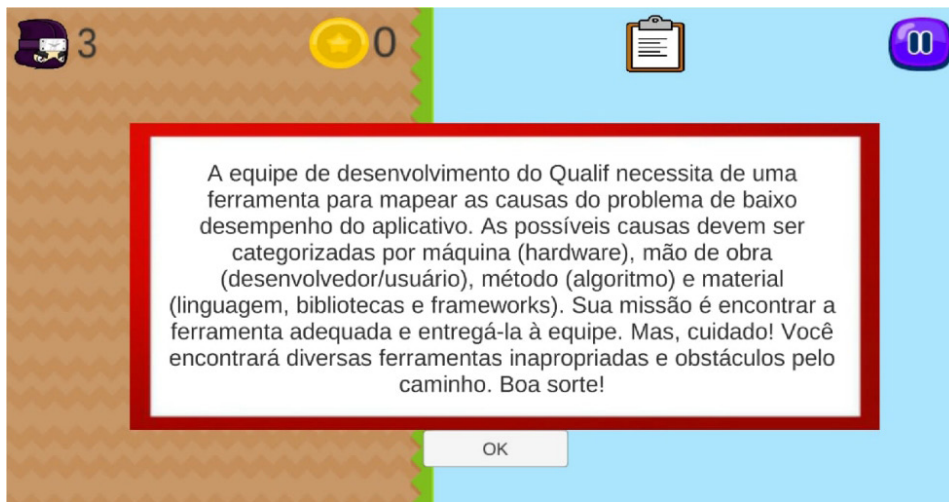 3
0
A equipe de desenvolvimento do Qualif necessita de uma
ferramenta para mapear as causas do problema de baixo
desempenho do aplicativo. As possíveis causas devem ser
categorizadas por máquina (hardware), mão de obra
(desenvolvedor/usuário), método (algoritmo) e material
(linguagem, bibliotecas e frameworks). Sua missão é encontrar a
ferramenta adequada e entregá-la à equipe. Mas, cuidado! Você
encontrará diversas ferramentas inapropriadas e obstáculos pelo
caminho. Boa sorte!
OK